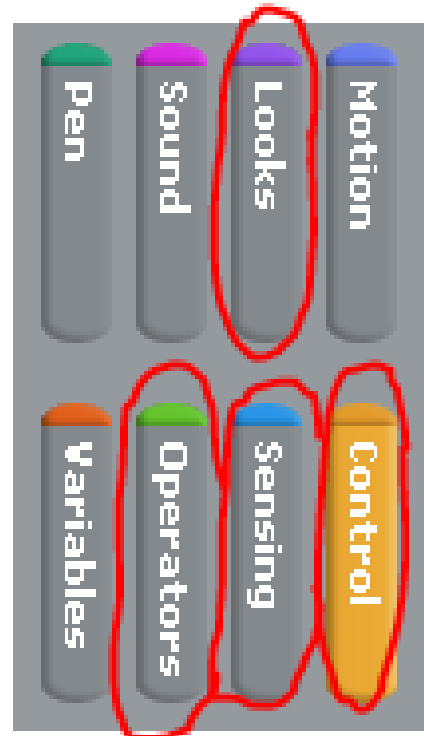 Motion
Control
Looks
Sensing
Sound
Operators
Pen
Variables